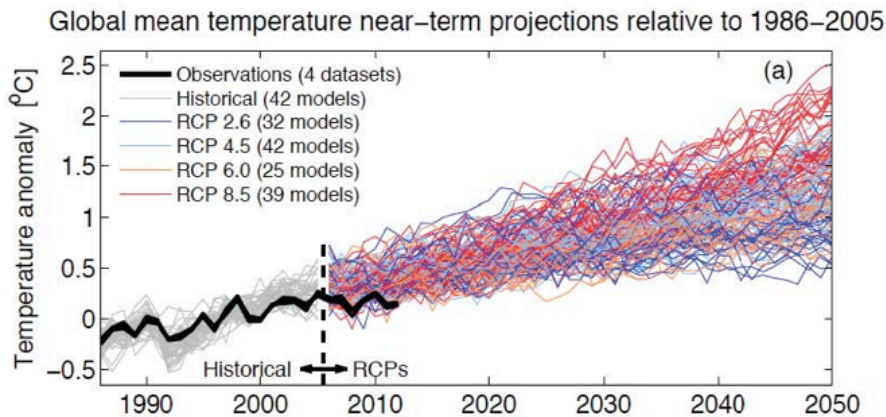 Global mean temperature near−term projections relative to 1986−2005
Temperature anomaly [ºC]
2.5
2
1.5
1
0.5
0
−0.5
(a)
Observations (4 datasets)
Historical (42 models)
RCP 2.6 (32 models)
RCP 4.5 (42 models)
RCP 6.0 (25 models)
RCP 8.5 (39 models)
Historical RCPs
1990 2000 2010 2020 2030 2040 2050